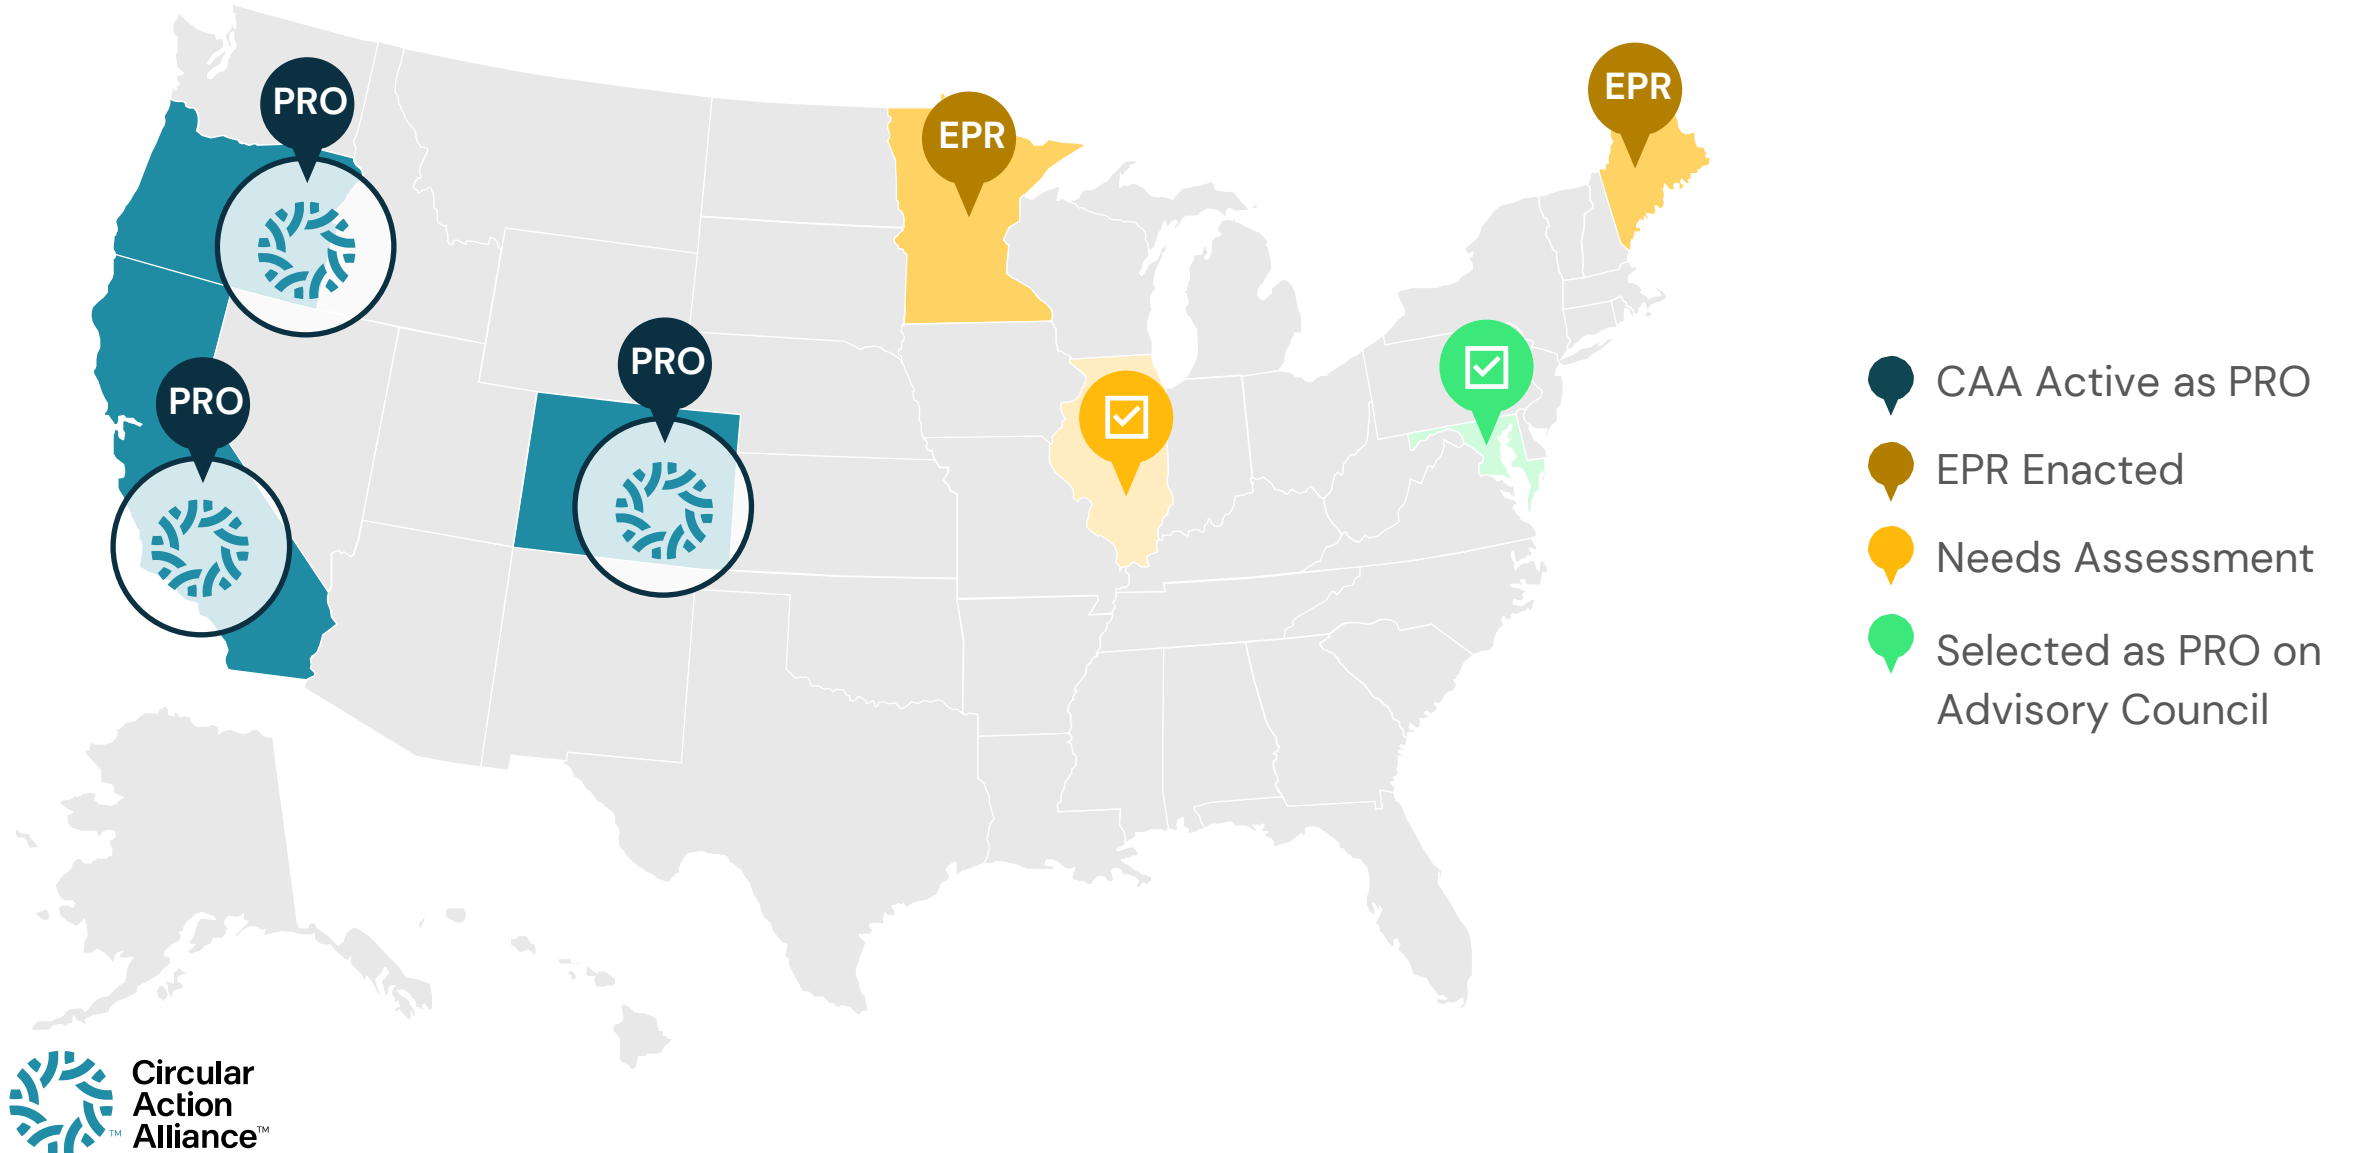 PRO
EPR
EPR
PRO
PRO
CAA Active as PRO
EPR Enacted
Needs Assessment
Selected as PRO on
Advisory Council
Circular
Action
Alliance™
™